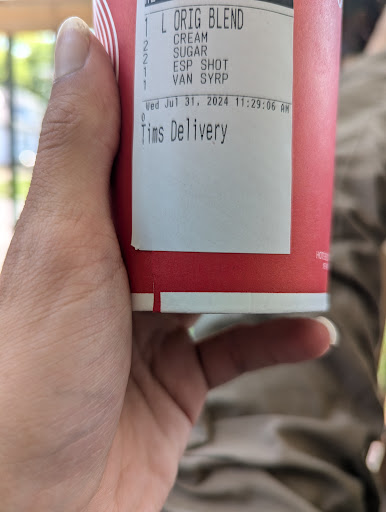 1 L ORIG BLEND
2 CREAM
2 SUGAR
1 ESP SHOT
1 VAN SYRP
Wed Jul 31, 2024 11:29:06 AM
0
Tims Delivery